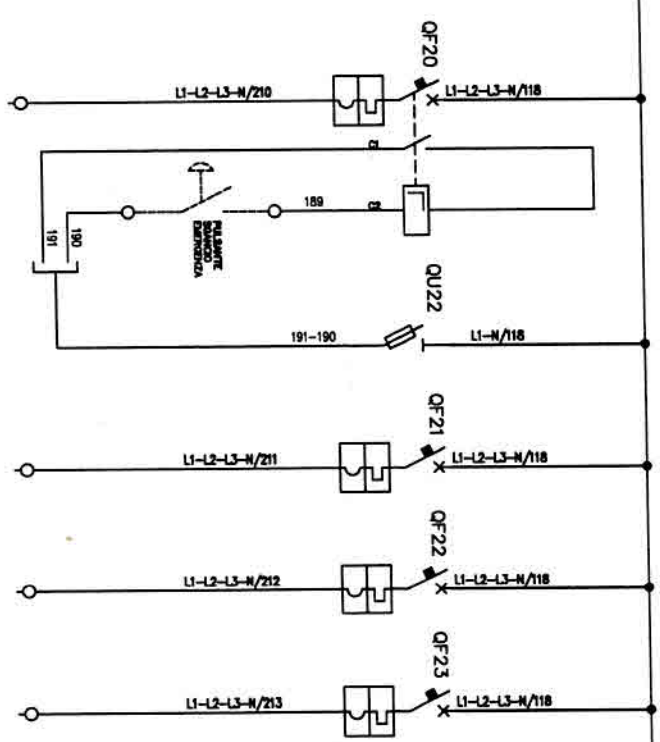 QF20
L1-L2-L3-N/210
L1-L2-L3-N/118
C1
189
C2
PULSANTE
SGANCIO
EMERGENZA
191
190
QU22
191-190
L1-N/118
QF21
L1-L2-L3-N/211
L1-L2-L3-N/118
QF22
L1-L2-L3-N/212
L1-L2-L3-N/118
QF23
L1-L2-L3-N/213
L1-L2-L3-N/118